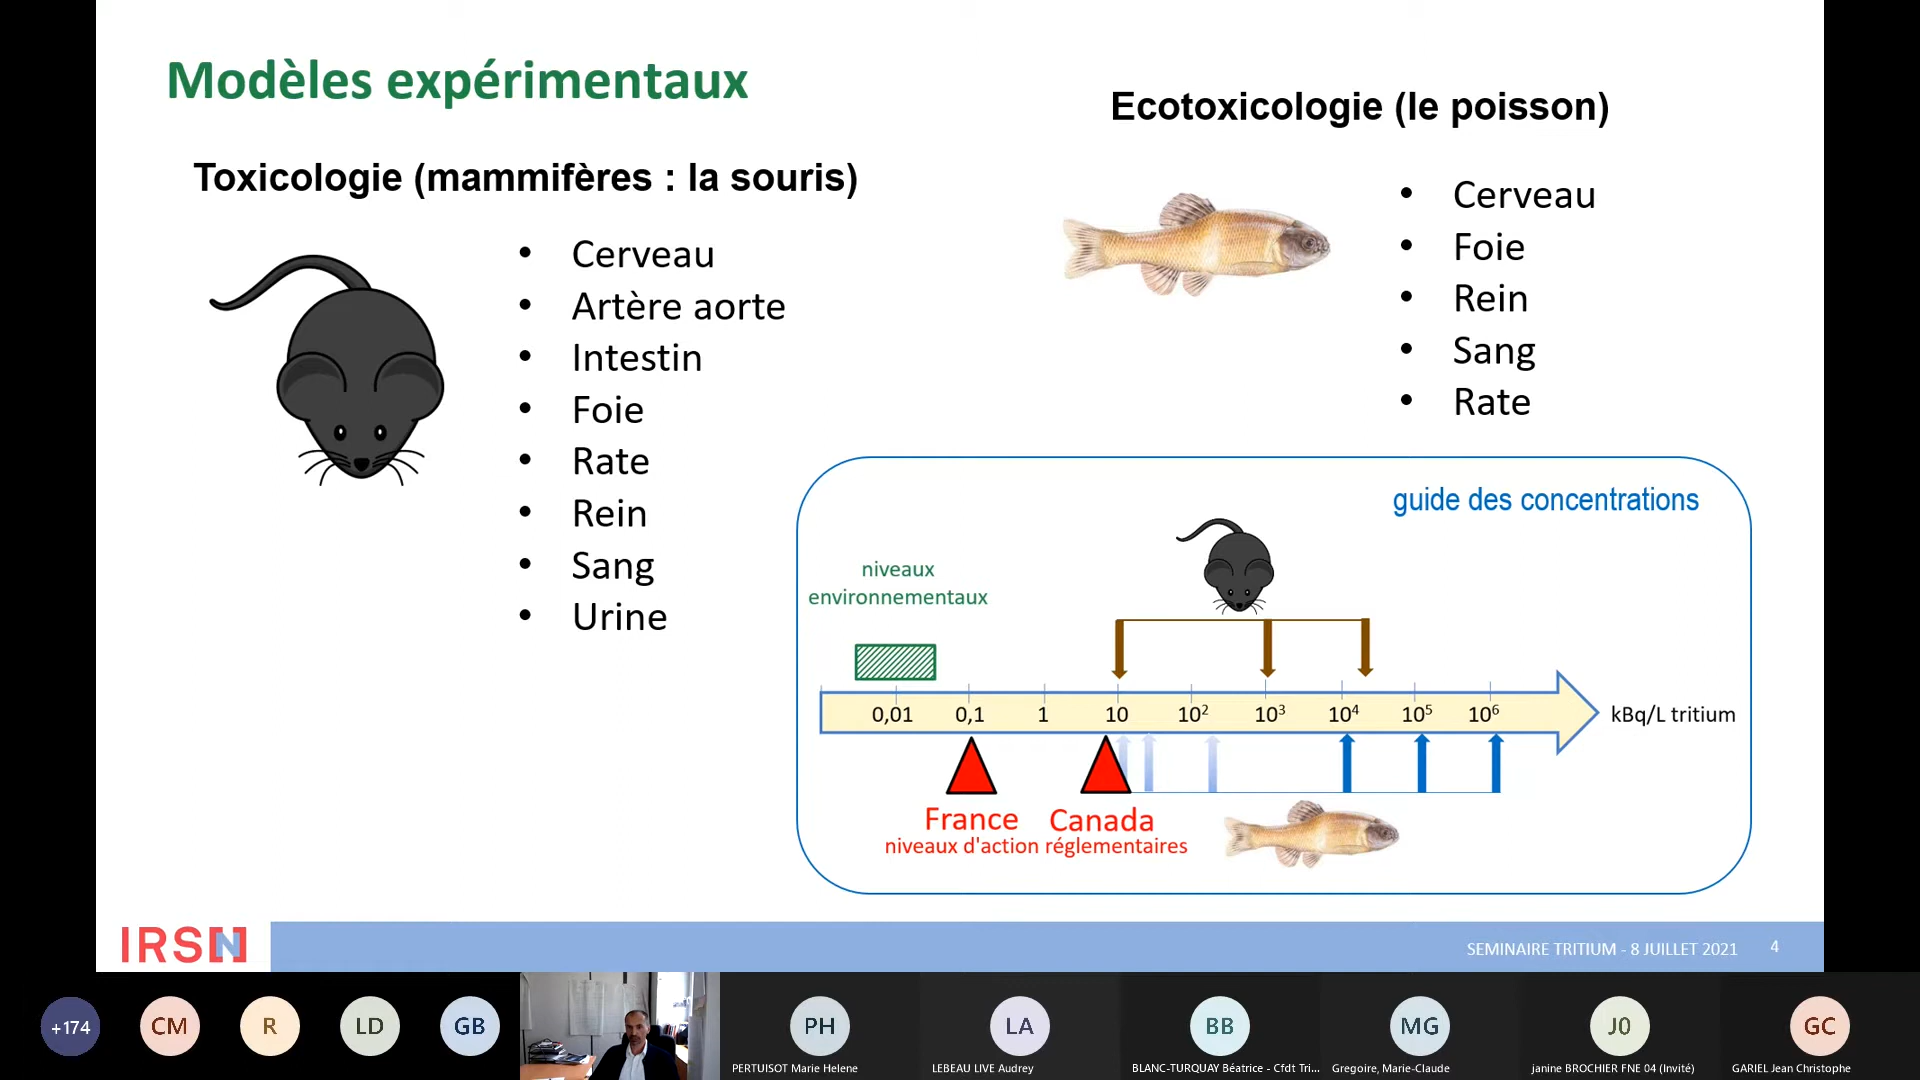 Modèles expérimentaux
Toxicologie (mammifères : la souris)
• Cerveau
• Artère aorte
• Intestin
• Foie
• Rate
• Rein
• Sang
• Urine
Ecotoxicologie (le poisson)
• Cerveau
• Foie
• Rein
• Sang
• Rate
guide des concentrations
niveaux
environnementaux
0,01 0,1 1 10 10² 10³ 10⁴ 10⁵ 10⁶ kBq/L tritium
France Canada
niveaux d'action réglementaires
IRSN
SEMINAIRE TRITIUM - 8 JUILLET 2021 4
+174 CM R LD GB PH LA BB MG J0 GC
PERTUISOT Marie Helene LEBEAU LIVE Audrey BLANC-TURQUAY Béatrice - Cfdt Tri... Gregoire, Marie-Claude janine BROCHIER FNE 04 (Invité) GARIEL Jean Christophe